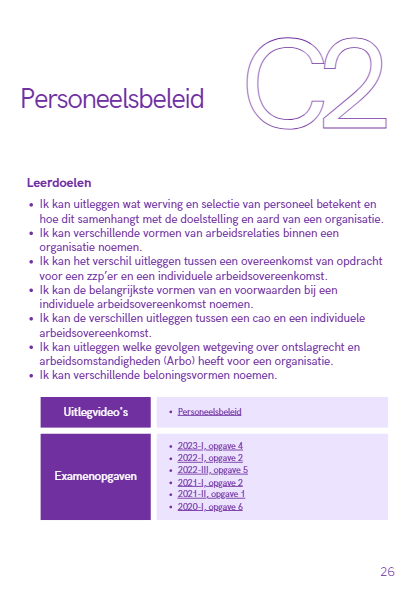 C2
Personeelsbeleid
Leerdoelen
• Ik kan uitleggen wat werving en selectie van personeel betekent en
hoe dit samenhangt met de doelstelling en aard van een organisatie.
• Ik kan verschillende vormen van arbeidsrelaties binnen een
organisatie noemen.
• Ik kan het verschil uitleggen tussen een overeenkomst van opdracht
voor een zzp'er en een individuele arbeidsovereenkomst.
• Ik kan de belangrijkste vormen van en voorwaarden bij een
individuele arbeidsovereenkomst noemen.
• Ik kan de verschillen uitleggen tussen een cao en een individuele
arbeidsovereenkomst.
• Ik kan uitleggen welke gevolgen wetgeving over ontslagrecht en
arbeidsomstandigheden (Arbo) heeft voor een organisatie.
• Ik kan verschillende beloningsvormen noemen.
Uitlegvideo's
• Personeelsbeleid
Examenopgaven
• 2023-I, opgave 4
• 2022-I, opgave 2
• 2022-III, opgave 5
• 2021-I, opgave 2
• 2021-II, opgave 1
• 2020-I, opgave 6
26